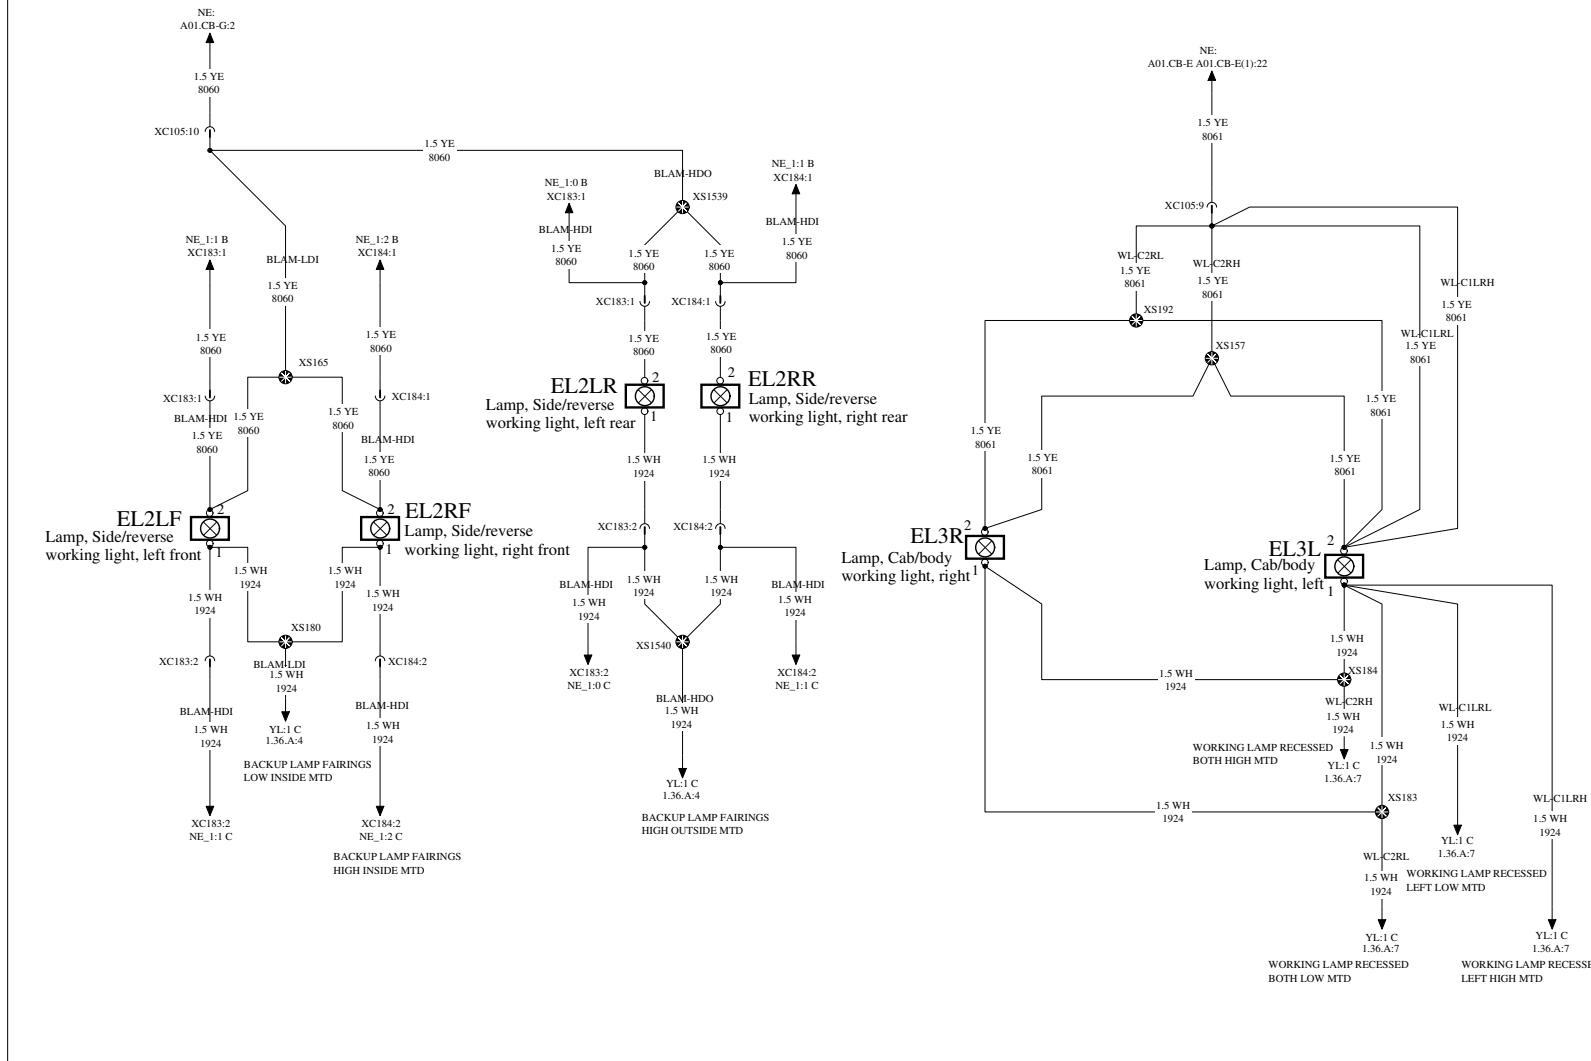 NE:
A01.CB-G:2
1.5 YE
8060
XC105:10
1.5 YE
8060
BLAM-HDO
XS1539
NE_1:0 B
XC183:1
BLAM-HDI
1.5 YE
8060
NE_1:1 B
XC184:1
BLAM-HDI
1.5 YE
8060
1.5 YE
8060
1.5 YE
8060
XC183:1
XC184:1
1.5 YE
8060
1.5 YE
8060
NE_1:1 B
XC183:1
NE_1:2 B
XC184:1
BLAM-LDI
1.5 YE
8060
1.5 YE
8060
1.5 YE
8060
XS165
XC183:1
XC184:1
BLAM-HDI
1.5 YE
8060
1.5 YE
8060
1.5 YE
8060
BLAM-HDI
1.5 YE
8060
EL2LR
Lamp, Side/reverse
working light, left rear
2
1
EL2RR
Lamp, Side/reverse
working light, right rear
2
1
1.5 WH
1924
1.5 WH
1924
EL2LF
Lamp, Side/reverse
working light, left front
2
1
EL2RF
Lamp, Side/reverse
working light, right front
2
1
XC183:2
XC184:2
1.5 WH
1924
1.5 WH
1924
1.5 WH
1924
1.5 WH
1924
BLAM-HDI
1.5 WH
1924
1.5 WH
1924
1.5 WH
1924
BLAM-HDI
1.5 WH
1924
XS180
XS1540
XC183:2
XC184:2
BLAM-LDI
1.5 WH
1924
YL:1 C
1.36.A:4
BLAM-HDI
1.5 WH
1924
BLAM-HDI
1.5 WH
1924
BACKUP LAMP FAIRINGS
LOW INSIDE MTD
XC183:2
NE_1:1 C
XC184:2
NE_1:2 C
BACKUP LAMP FAIRINGS
HIGH INSIDE MTD
XC183:2
NE_1:0 C
XC184:2
NE_1:1 C
BLAM-HDO
1.5 WH
1924
YL:1 C
1.36.A:4
BACKUP LAMP FAIRINGS
HIGH OUTSIDE MTD
NE:
A01.CB-E A01.CB-E(1):22
1.5 YE
8061
XC105:9
WL-C2RL
1.5 YE
8061
WL-C2RH
1.5 YE
8061
WL-C1LRH
1.5 YE
8061
WL-C1LRL
1.5 YE
8061
XS192
XS157
1.5 YE
8061
1.5 YE
8061
1.5 YE
8061
1.5 YE
8061
EL3R
Lamp, Cab/body
working light, right
2
1
EL3L
Lamp, Cab/body
working light, left
2
1
1.5 WH
1924
XS184
1.5 WH
1924
WL-C2RH
1.5 WH
1924
YL:1 C
1.36.A:7
WORKING LAMP RECESSED
BOTH HIGH MTD
1.5 WH
1924
WL-C1LRL
1.5 WH
1924
XS183
1.5 WH
1924
WL-C1LRH
1.5 WH
1924
YL:1 C
1.36.A:7
WORKING LAMP RECESSED
LEFT LOW MTD
WL-C2RL
1.5 WH
1924
YL:1 C
1.36.A:7
WORKING LAMP RECESSED
BOTH LOW MTD
YL:1 C
1.36.A:7
WORKING LAMP RECESSE
LEFT HIGH MTD